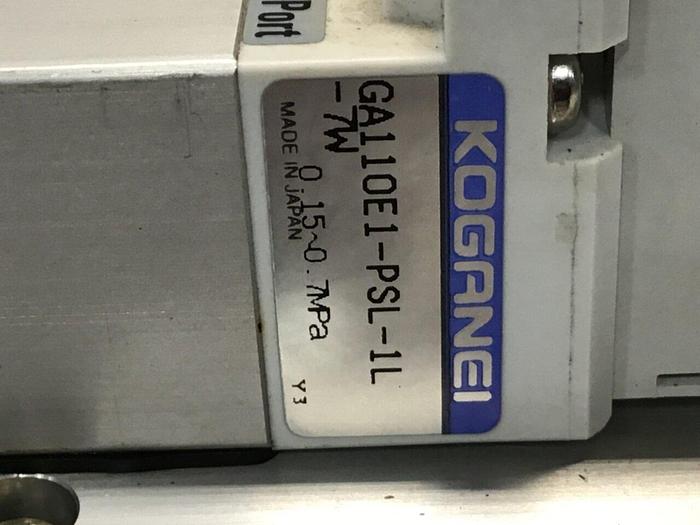 Port
KOGANEI
GA110E1-PSL-1L
-7W
0.15~0.7MPa
MADE IN JAPAN
Y3